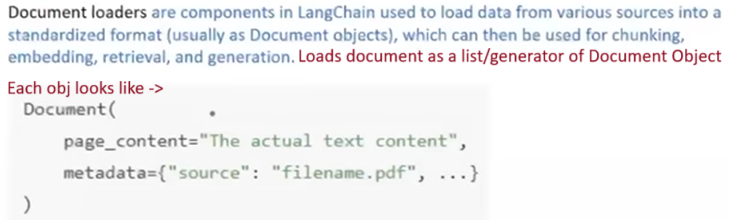 Document loaders are components in LangChain used to load data from various sources into a
standardized format (usually as Document objects), which can then be used for chunking,
embedding, retrieval, and generation. Loads document as a list/generator of Document Object
Each obj looks like ->
Document(
page_content="The actual text content",
metadata={"source": "filename.pdf", ...}
)